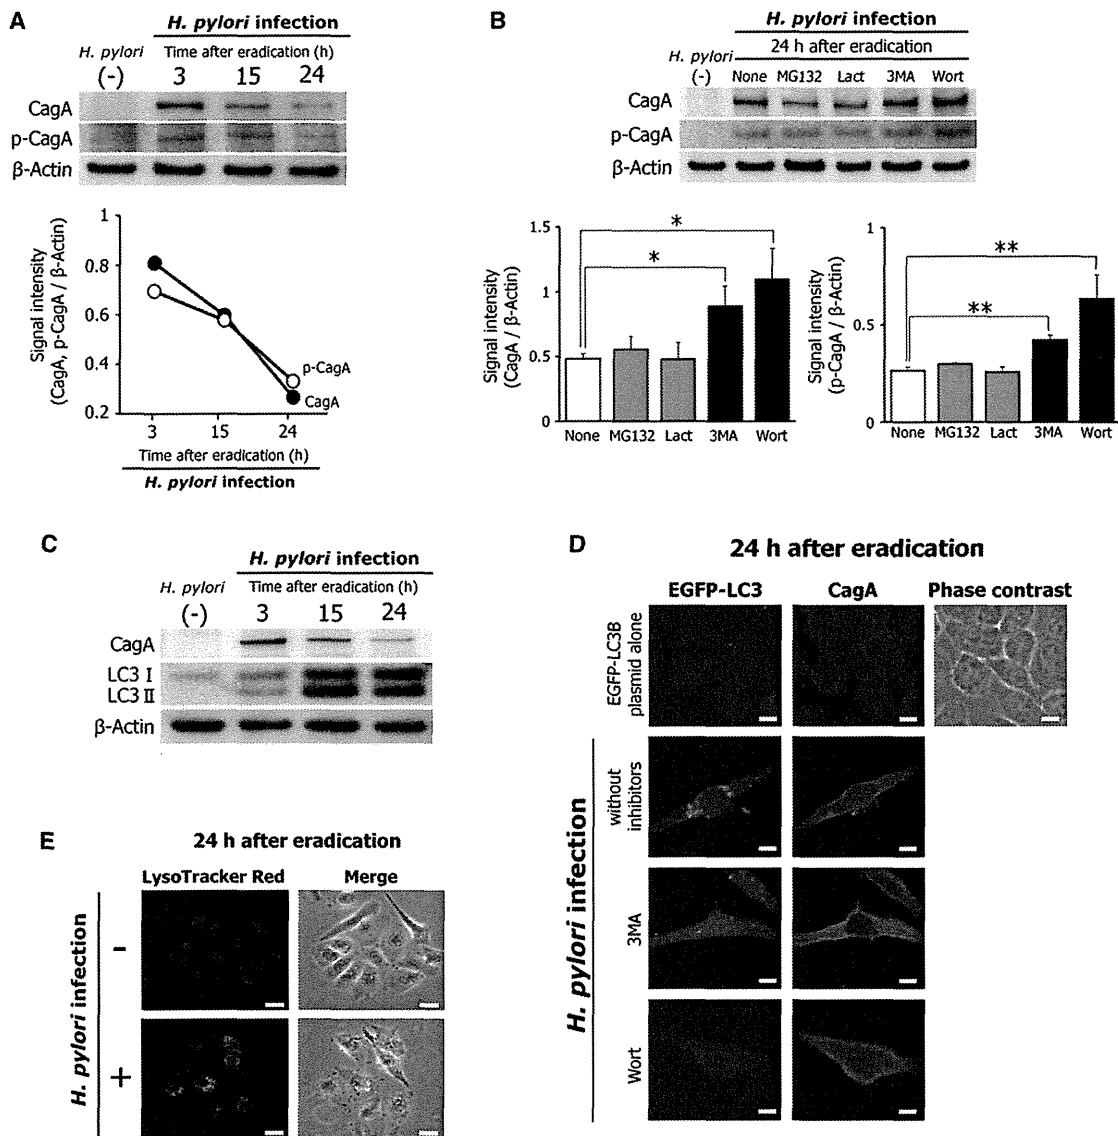 A
H. pylori infection
H. pylori
(-)
Time after eradication (h)
3 15 24
CagA
p-CagA
β-Actin
Signal intensity
(CagA, p-CagA / β-Actin)
1
0.8
0.6
0.4
0.2
p-CagA
CagA
3 15 24
Time after eradication (h)
H. pylori infection
B
H. pylori infection
24 h after eradication
H. pylori
(-)
None MG132 Lact 3MA Wort
CagA
p-CagA
β-Actin
Signal intensity
(CagA / β-Actin)
1.5
1
0.5
0
*
*
None MG132 Lact 3MA Wort
Signal intensity
(p-CagA / β-Actin)
1
0.5
0
**
**
None MG132 Lact 3MA Wort
C
H. pylori infection
H. pylori
(-)
Time after eradication (h)
3 15 24
CagA
LC3 I
LC3 II
β-Actin
D
24 h after eradication
EGFP-LC3 CagA Phase contrast
EGFP-LC3B
plasmid alone
H. pylori infection
without
inhibitors
3MA
Wort
E
24 h after eradication
LysoTracker Red Merge
H. pylori infection
-
+